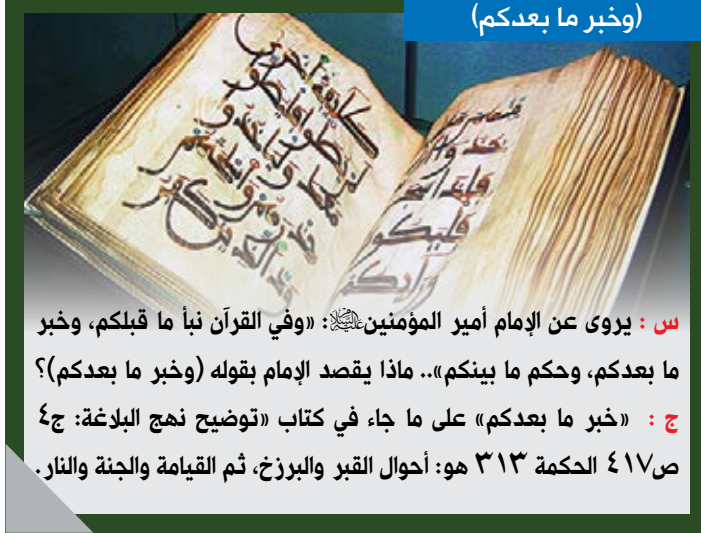 (وخبر ما بعدكم)
س : يروى عن الإمام أمير المؤمنين عليه السلام: «وفي القرآن نبأ ما قبلكم، وخبر
ما بعدكم، وحكم ما بينكم».. ماذا يقصد الإمام بقوله (وخبر ما بعدكم)؟
ج : «خبر ما بعدكم» على ما جاء في كتاب «توضيح نهج البلاغة: ج٤
ص٤١٧ الحكمة ٣١٣ هو: أحوال القبر والبرزخ، ثم القيامة والجنة والنار.